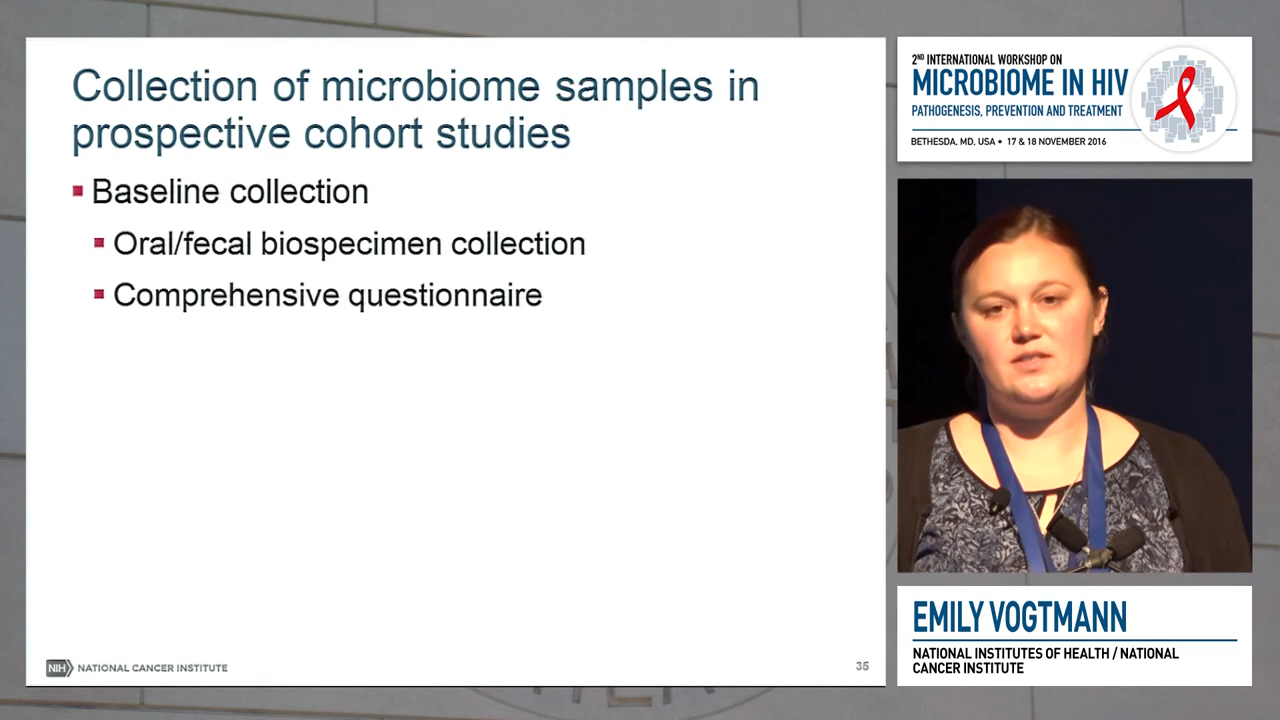 Collection of microbiome samples in
prospective cohort studies
Baseline collection
Oral/fecal biospecimen collection
Comprehensive questionnaire
NIH NATIONAL CANCER INSTITUTE
35
2ND INTERNATIONAL WORKSHOP ON
MICROBIOME IN HIV
PATHOGENESIS, PREVENTION AND TREATMENT
BETHESDA, MD, USA • 17 & 18 NOVEMBER 2016
EMILY VOGTMANN
NATIONAL INSTITUTES OF HEALTH / NATIONAL
CANCER INSTITUTE